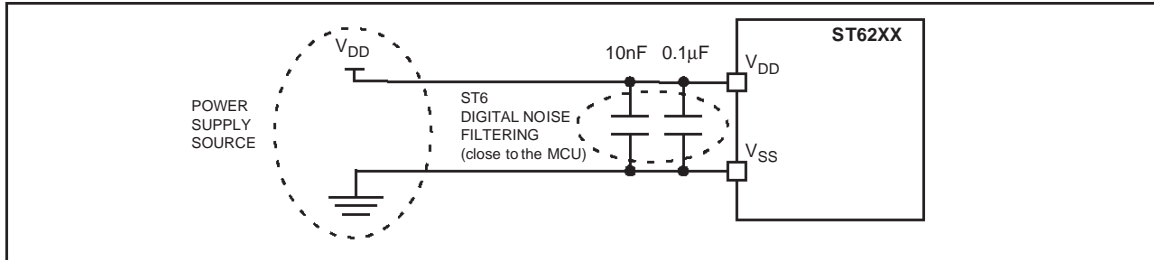 ST62XX
V_DD
10nF 0.1μF
V_DD
POWER
SUPPLY
SOURCE
ST6
DIGITAL NOISE
FILTERING
(close to the MCU)
V_SS